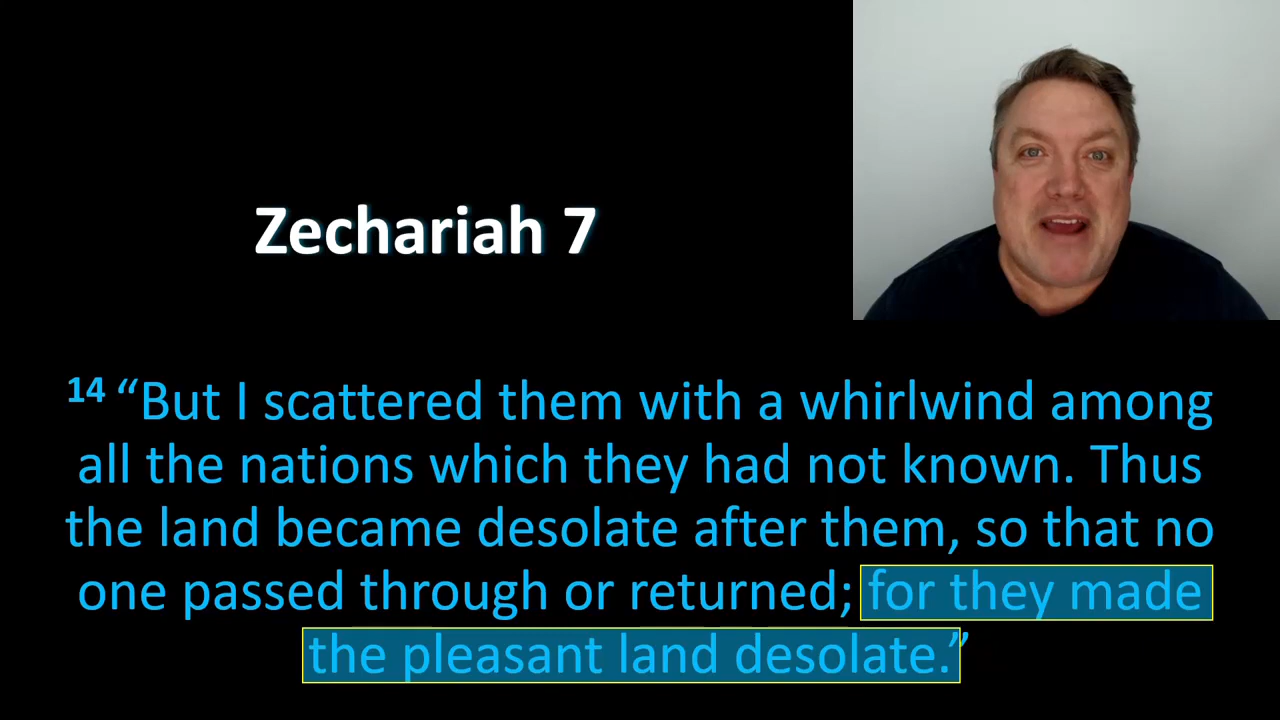 Zechariah 7
14 “But I scattered them with a whirlwind among
all the nations which they had not known. Thus
the land became desolate after them, so that no
one passed through or returned; for they made
the pleasant land desolate.”